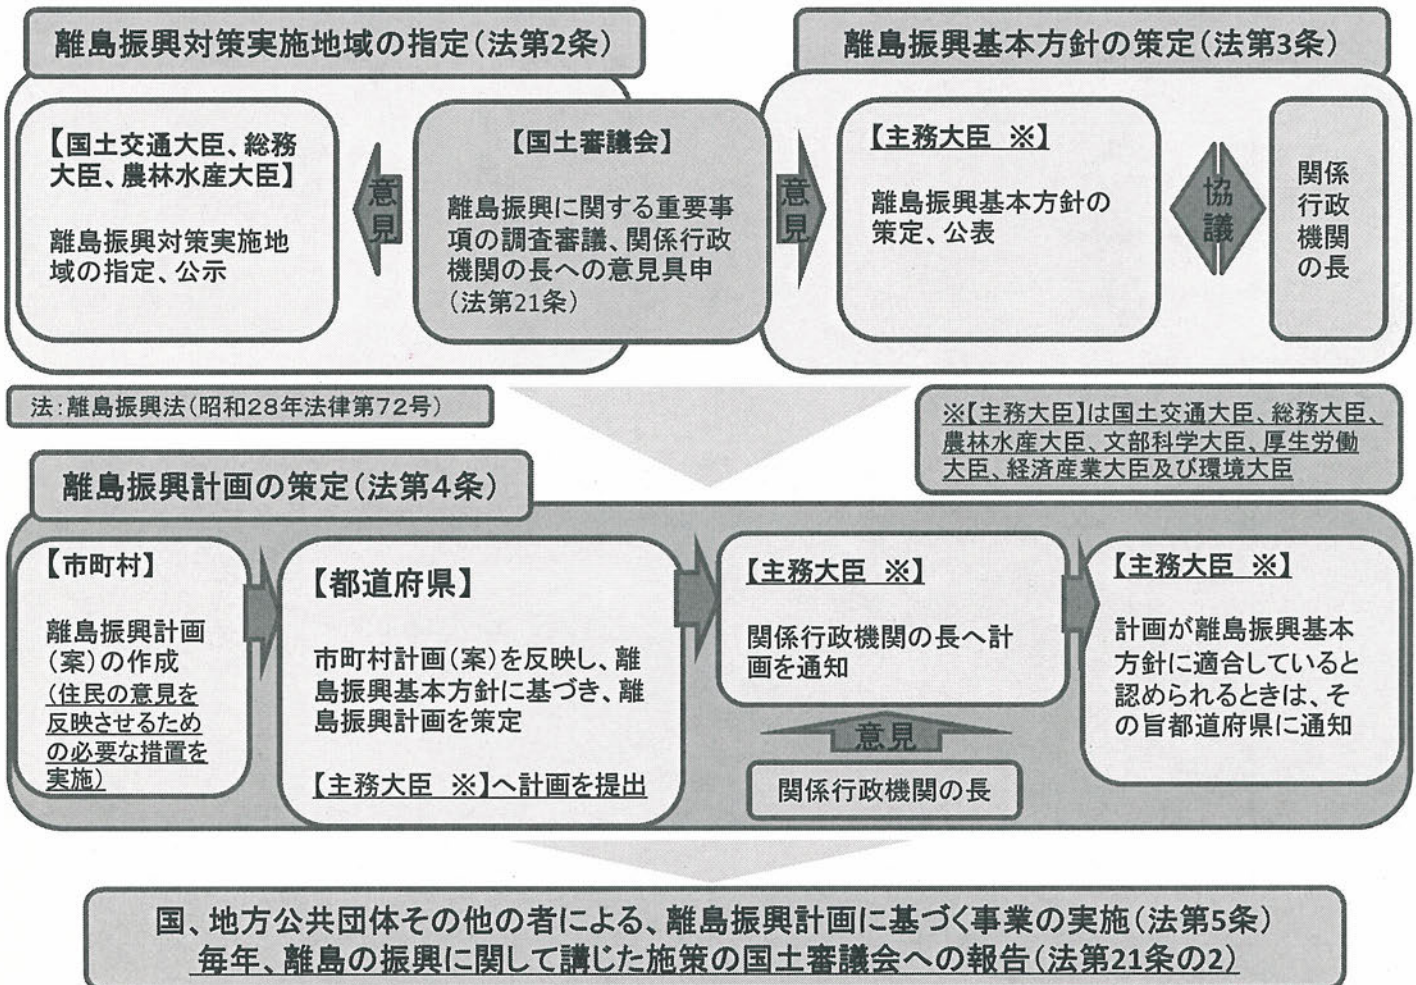 離島振興対策実施地域の指定(法第2条)
【国土交通大臣、総務
大臣、農林水産大臣】
離島振興対策実施地
域の指定、公示
意見
【国土審議会】
離島振興に関する重要事
項の調査審議、関係行政
機関の長への意見具申
(法第21条)
意見
離島振興基本方針の策定(法第3条)
【主務大臣 ※】
離島振興基本方針の
策定、公表
協議
関係
行政
機関
の長
法:離島振興法(昭和28年法律第72号)
※【主務大臣】は国土交通大臣、総務大臣、
農林水産大臣、文部科学大臣、厚生労働
大臣、経済産業大臣及び環境大臣
離島振興計画の策定(法第4条)
【市町村】
離島振興計画
(案)の作成
(住民の意見を
反映させるため
の必要な措置を
実施)
【都道府県】
市町村計画(案)を反映し、離
島振興基本方針に基づき、離
島振興計画を策定
【主務大臣 ※】へ計画を提出
【主務大臣 ※】
関係行政機関の長へ計
画を通知
意見
関係行政機関の長
【主務大臣 ※】
計画が離島振興基本
方針に適合していると
認められるときは、そ
の旨都道府県に通知
国、地方公共団体その他の者による、離島振興計画に基づく事業の実施(法第5条)
毎年、離島の振興に関して講じた施策の国土審議会への報告(法第21条の2)